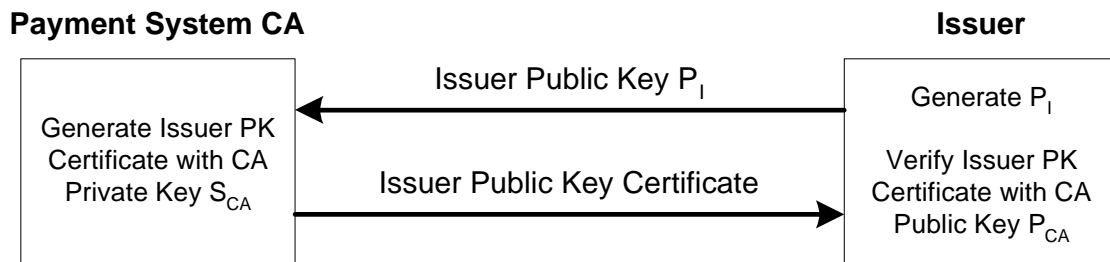 Payment System CA
Issuer
Issuer Public Key P_I
Generate P_I
Generate Issuer PK
Certificate with CA
Private Key S_CA
Verify Issuer PK
Certificate with CA
Public Key P_CA
Issuer Public Key Certificate